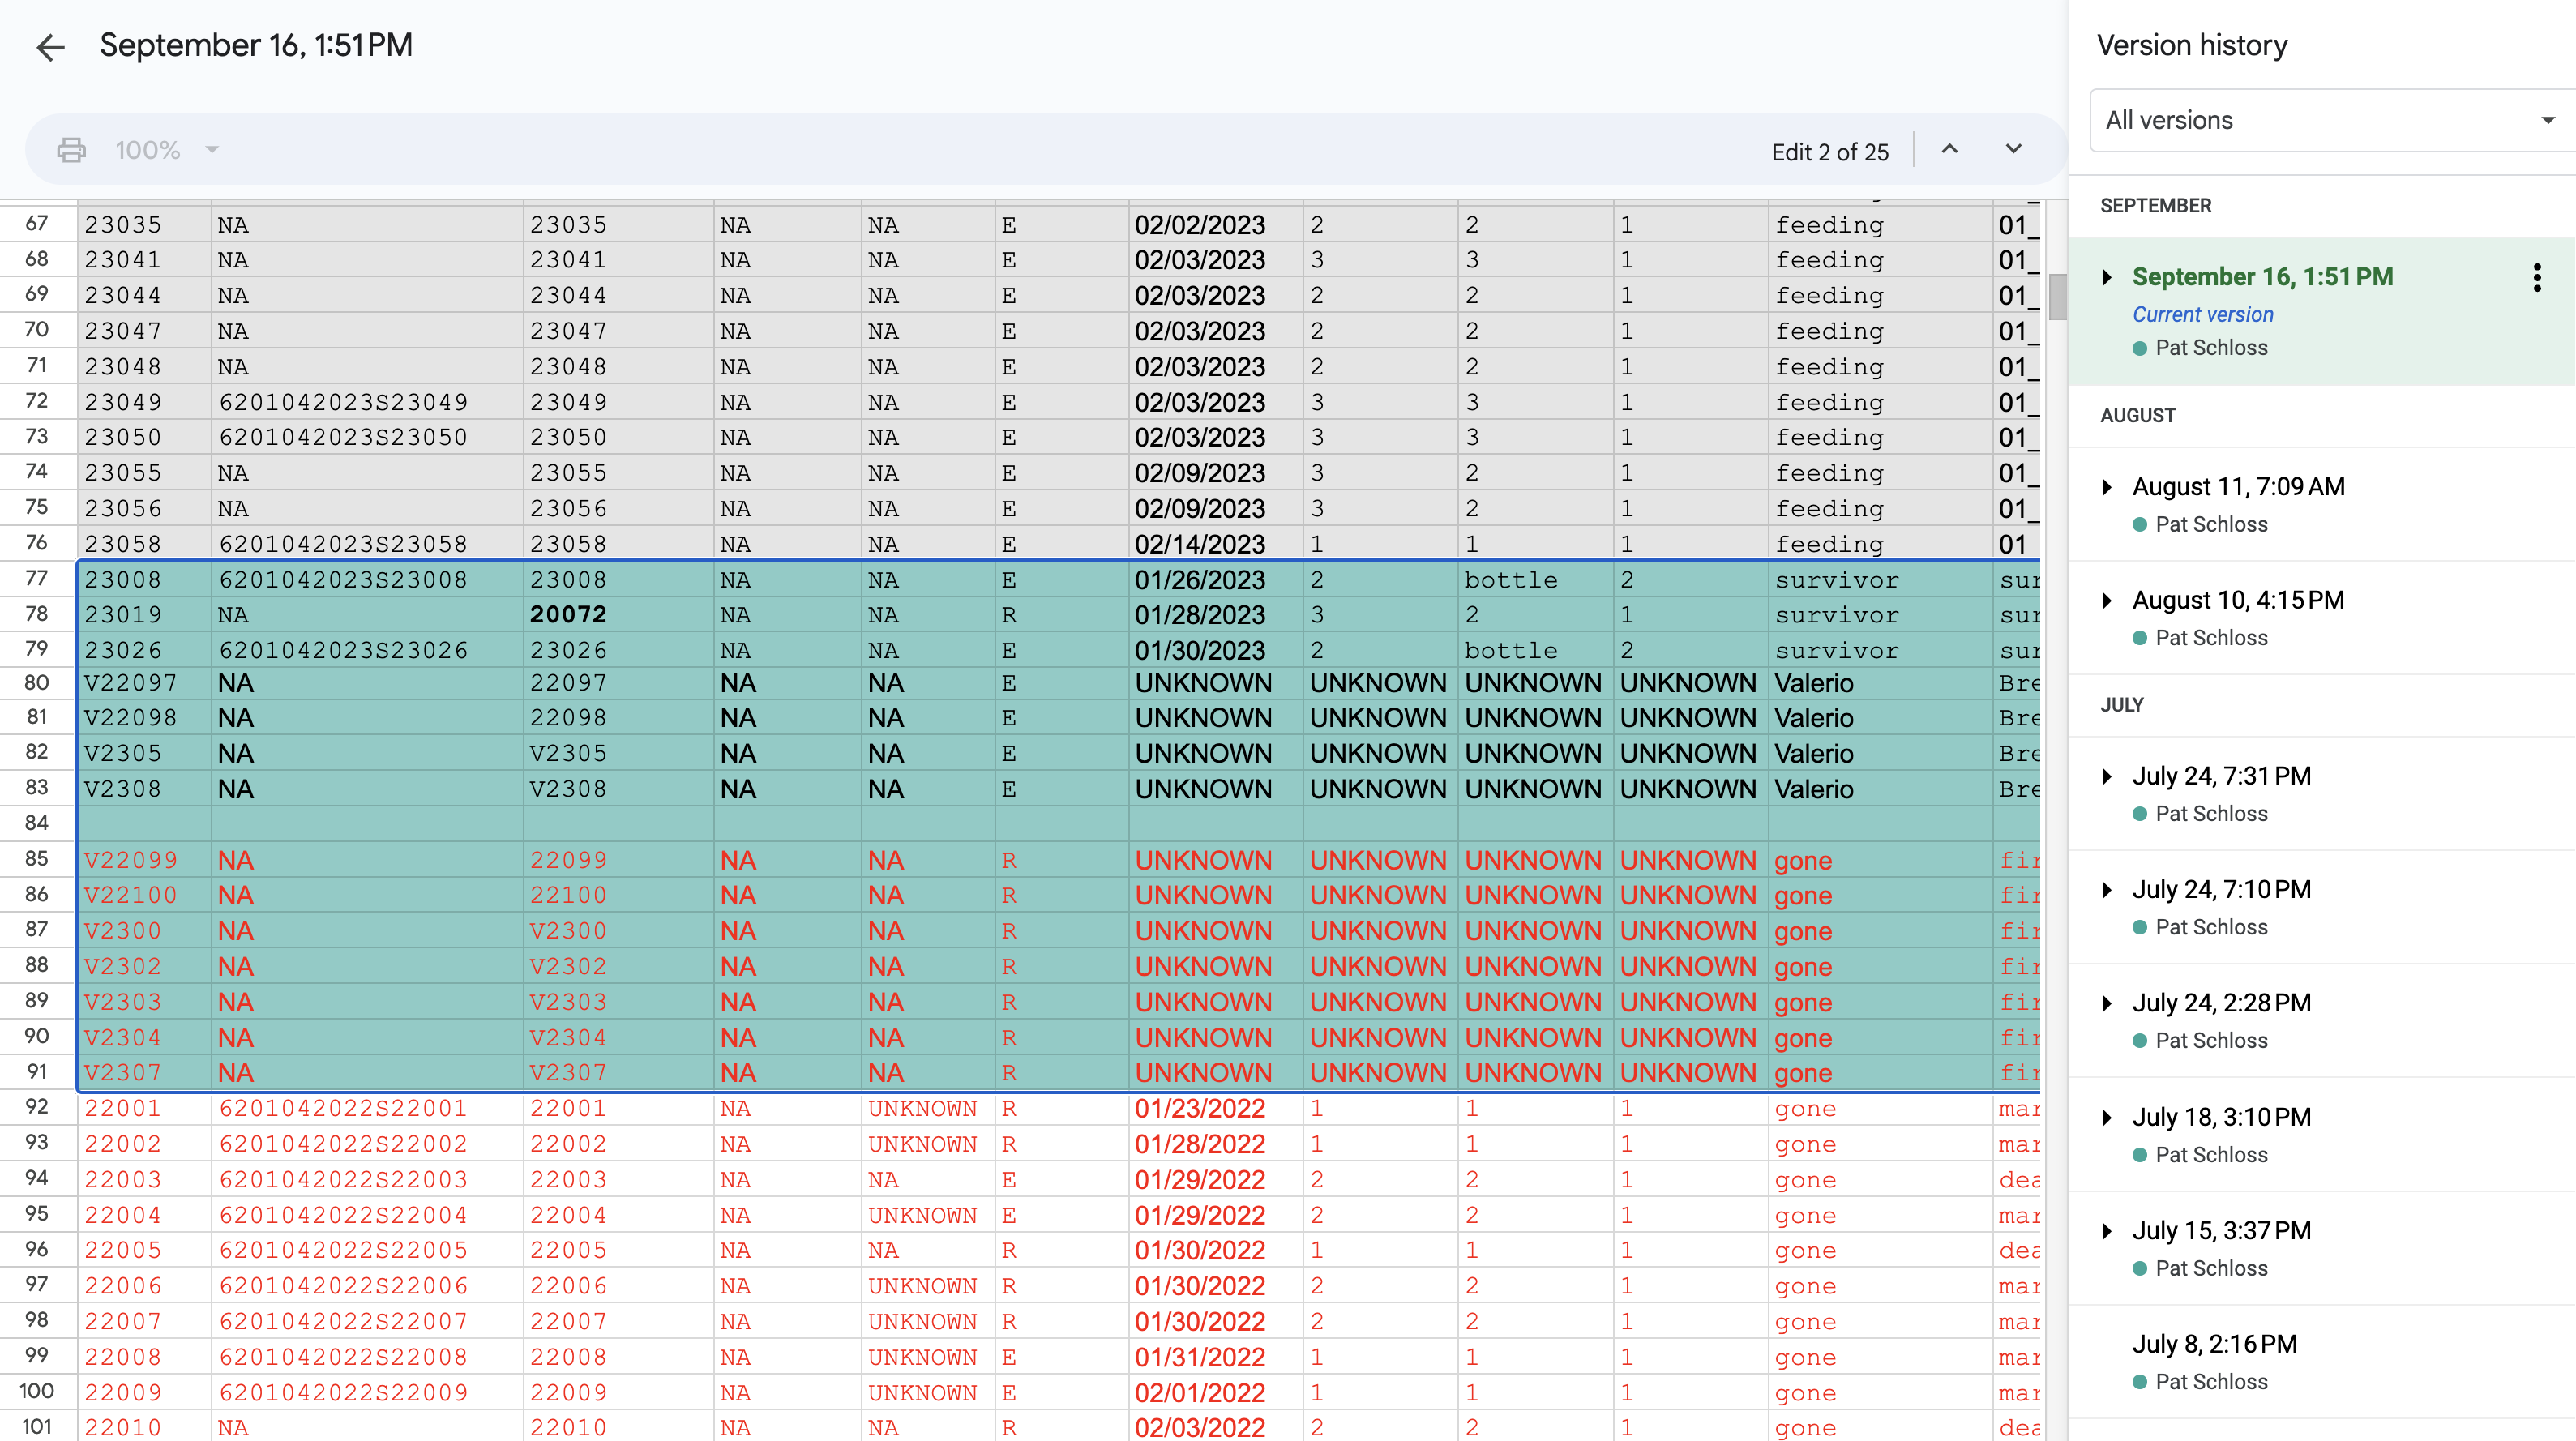 September 16, 1:51 PM
100%
Edit 2 of 25
67 23035 NA 23035 NA NA E 02/02/2023 2 2 1 feeding 01_
68 23041 NA 23041 NA NA E 02/03/2023 3 3 1 feeding 01_
69 23044 NA 23044 NA NA E 02/03/2023 2 2 1 feeding 01_
70 23047 NA 23047 NA NA E 02/03/2023 2 2 1 feeding 01_
71 23048 NA 23048 NA NA E 02/03/2023 2 2 1 feeding 01_
72 23049 6201042023S23049 23049 NA NA E 02/03/2023 3 3 1 feeding 01_
73 23050 6201042023S23050 23050 NA NA E 02/03/2023 3 3 1 feeding 01_
74 23055 NA 23055 NA NA E 02/09/2023 3 2 1 feeding 01_
75 23056 NA 23056 NA NA E 02/09/2023 3 2 1 feeding 01_
76 23058 6201042023S23058 23058 NA NA E 02/14/2023 1 1 1 feeding 01
77 23008 6201042023S23008 23008 NA NA E 01/26/2023 2 bottle 2 survivor sur
78 23019 NA 20072 NA NA R 01/28/2023 3 2 1 survivor sur
79 23026 6201042023S23026 23026 NA NA E 01/30/2023 2 bottle 2 survivor sur
80 V22097 NA 22097 NA NA E UNKNOWN UNKNOWN UNKNOWN UNKNOWN Valerio Bre
81 V22098 NA 22098 NA NA E UNKNOWN UNKNOWN UNKNOWN UNKNOWN Valerio Bre
82 V2305 NA V2305 NA NA E UNKNOWN UNKNOWN UNKNOWN UNKNOWN Valerio Bre
83 V2308 NA V2308 NA NA E UNKNOWN UNKNOWN UNKNOWN UNKNOWN Valerio Bre
84
85 V22099 NA 22099 NA NA R UNKNOWN UNKNOWN UNKNOWN UNKNOWN gone fir
86 V22100 NA 22100 NA NA R UNKNOWN UNKNOWN UNKNOWN UNKNOWN gone fir
87 V2300 NA V2300 NA NA R UNKNOWN UNKNOWN UNKNOWN UNKNOWN gone fir
88 V2302 NA V2302 NA NA R UNKNOWN UNKNOWN UNKNOWN UNKNOWN gone fir
89 V2303 NA V2303 NA NA R UNKNOWN UNKNOWN UNKNOWN UNKNOWN gone fir
90 V2304 NA V2304 NA NA R UNKNOWN UNKNOWN UNKNOWN UNKNOWN gone fir
91 V2307 NA V2307 NA NA R UNKNOWN UNKNOWN UNKNOWN UNKNOWN gone fir
92 22001 6201042022S22001 22001 NA UNKNOWN R 01/23/2022 1 1 1 gone mar
93 22002 6201042022S22002 22002 NA UNKNOWN R 01/28/2022 1 1 1 gone mar
94 22003 6201042022S22003 22003 NA NA E 01/29/2022 2 2 1 gone dea
95 22004 6201042022S22004 22004 NA UNKNOWN E 01/29/2022 2 2 1 gone mar
96 22005 6201042022S22005 22005 NA NA R 01/30/2022 1 1 1 gone dea
97 22006 6201042022S22006 22006 NA UNKNOWN R 01/30/2022 2 2 1 gone mar
98 22007 6201042022S22007 22007 NA UNKNOWN R 01/30/2022 2 2 1 gone mar
99 22008 6201042022S22008 22008 NA UNKNOWN E 01/31/2022 1 1 1 gone mar
100 22009 6201042022S22009 22009 NA UNKNOWN E 02/01/2022 1 1 1 gone mar
101 22010 NA 22010 NA NA R 02/03/2022 2 2 1 gone dea
Version history
All versions
SEPTEMBER
September 16, 1:51 PM
Current version
Pat Schloss
AUGUST
August 11, 7:09 AM
Pat Schloss
August 10, 4:15 PM
Pat Schloss
JULY
July 24, 7:31 PM
Pat Schloss
July 24, 7:10 PM
Pat Schloss
July 24, 2:28 PM
Pat Schloss
July 18, 3:10 PM
Pat Schloss
July 15, 3:37 PM
Pat Schloss
July 8, 2:16 PM
Pat Schloss